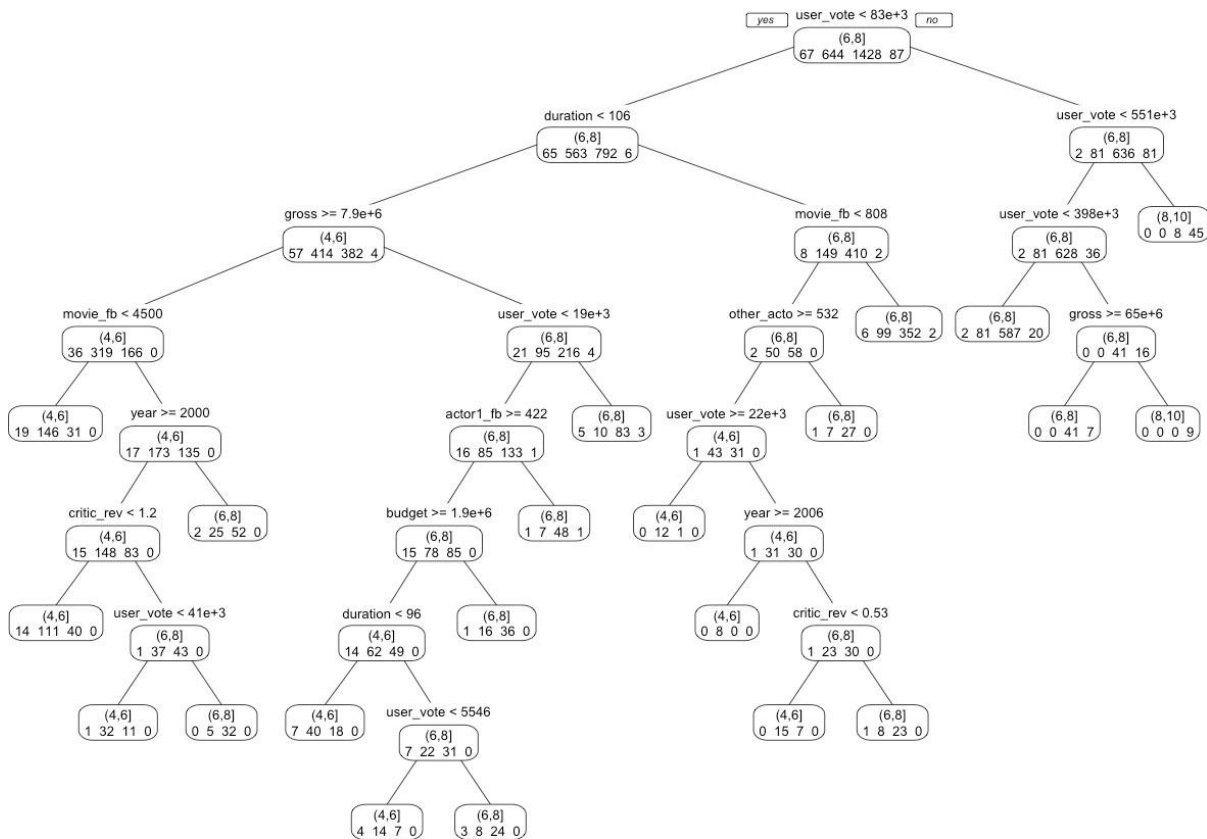 user_vote < 83e+3
yes
no
(6,8]
67 644 1428 87
duration < 106
user_vote < 551e+3
(6,8]
65 563 792 6
(6,8]
2 81 636 81
gross >= 7.9e+6
movie_fb < 808
user_vote < 398e+3
(8,10]
0 0 8 45
(4,6]
57 414 382 4
(6,8]
8 149 410 2
(6,8]
2 81 628 36
movie_fb < 4500
user_vote < 19e+3
other_acto >= 532
(6,8]
6 99 352 2
(6,8]
2 81 587 20
gross >= 65e+6
(4,6]
36 319 166 0
(6,8]
21 95 216 4
(6,8]
2 50 58 0
(6,8]
0 0 41 16
(4,6]
19 146 31 0
year >= 2000
actor1_fb >= 422
(6,8]
5 10 83 3
user_vote >= 22e+3
(6,8]
1 7 27 0
(6,8]
0 0 41 7
(8,10]
0 0 0 9
(4,6]
17 173 135 0
(6,8]
16 85 133 1
(4,6]
1 43 31 0
critic_rev < 1.2
(6,8]
2 25 52 0
budget >= 1.9e+6
(6,8]
1 7 48 1
(4,6]
0 12 1 0
year >= 2006
(4,6]
15 148 83 0
(6,8]
15 78 85 0
(4,6]
1 31 30 0
(4,6]
14 111 40 0
user_vote < 41e+3
duration < 96
(6,8]
1 16 36 0
(4,6]
0 8 0 0
critic_rev < 0.53
(6,8]
1 37 43 0
(4,6]
14 62 49 0
(6,8]
1 23 30 0
(4,6]
1 32 11 0
(6,8]
0 5 32 0
(4,6]
7 40 18 0
user_vote < 5546
(4,6]
0 15 7 0
(6,8]
1 8 23 0
(6,8]
7 22 31 0
(4,6]
4 14 7 0
(6,8]
3 8 24 0